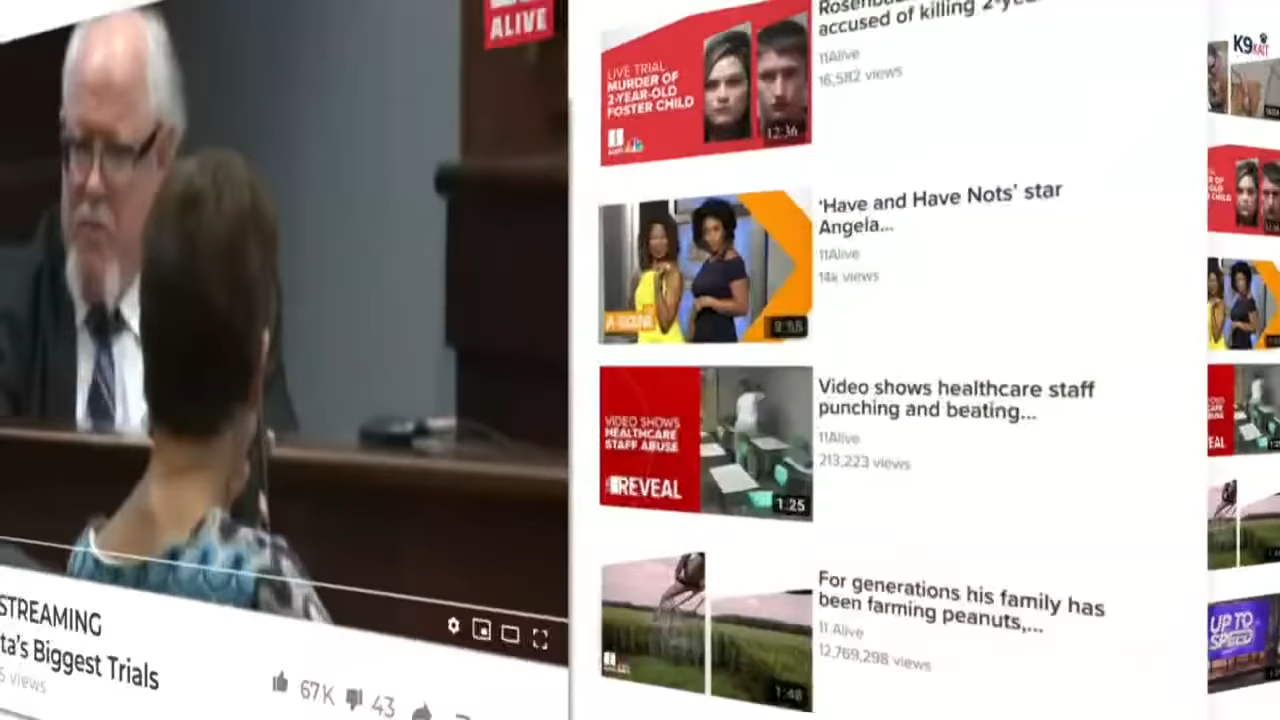 ALIVE
STREAMING
ta's Biggest Trials
views
67K
43
accused of killing 2-ye
11Alive
16,582 views
LIVE TRIAL
MURDER OF
2-YEAR-OLD
FOSTER CHILD
12:36
'Have and Have Nots' star
Angela...
11Alive
14k views
Video shows healthcare staff
punching and beating...
11Alive
213,223 views
VIDEO SHOWS
HEALTHCARE
STAFF ABUSE
REVEAL
1:25
For generations his family has
been farming peanuts,...
11 Alive
12,769,298 views
1:48
K9
UP TO
SPEED